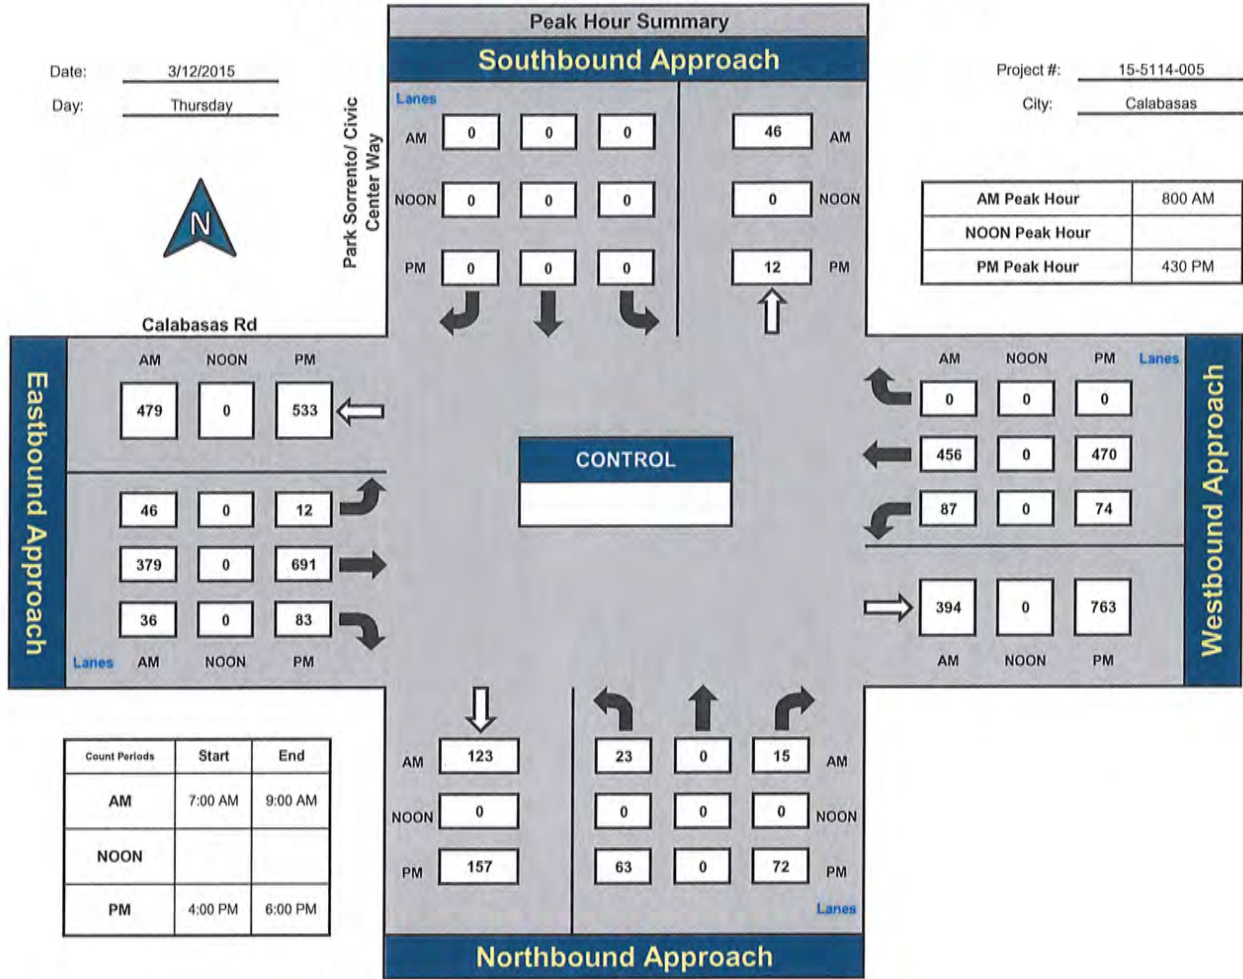 Peak Hour Summary
Southbound Approach
Date: 3/12/2015
Day: Thursday
Project #: 15-5114-005
City: Calabasas
N
Park Sorrento/ Civic
Center Way
Lanes
AM 0 0 0 46 AM
NOON 0 0 0 0 NOON
PM 0 0 0 12 PM
AM Peak Hour 800 AM
NOON Peak Hour
PM Peak Hour 430 PM
Calabasas Rd
Eastbound Approach
AM NOON PM
479 0 533
46 0 12
379 0 691
36 0 83
Lanes AM NOON PM
CONTROL
AM NOON PM Lanes
0 0 0
456 0 470
87 0 74
394 0 763
AM NOON PM
Westbound Approach
Count Periods Start End
AM 7:00 AM 9:00 AM
NOON
PM 4:00 PM 6:00 PM
AM 123 23 0 15 AM
NOON 0 0 0 0 NOON
PM 157 63 0 72 PM
Lanes
Northbound Approach